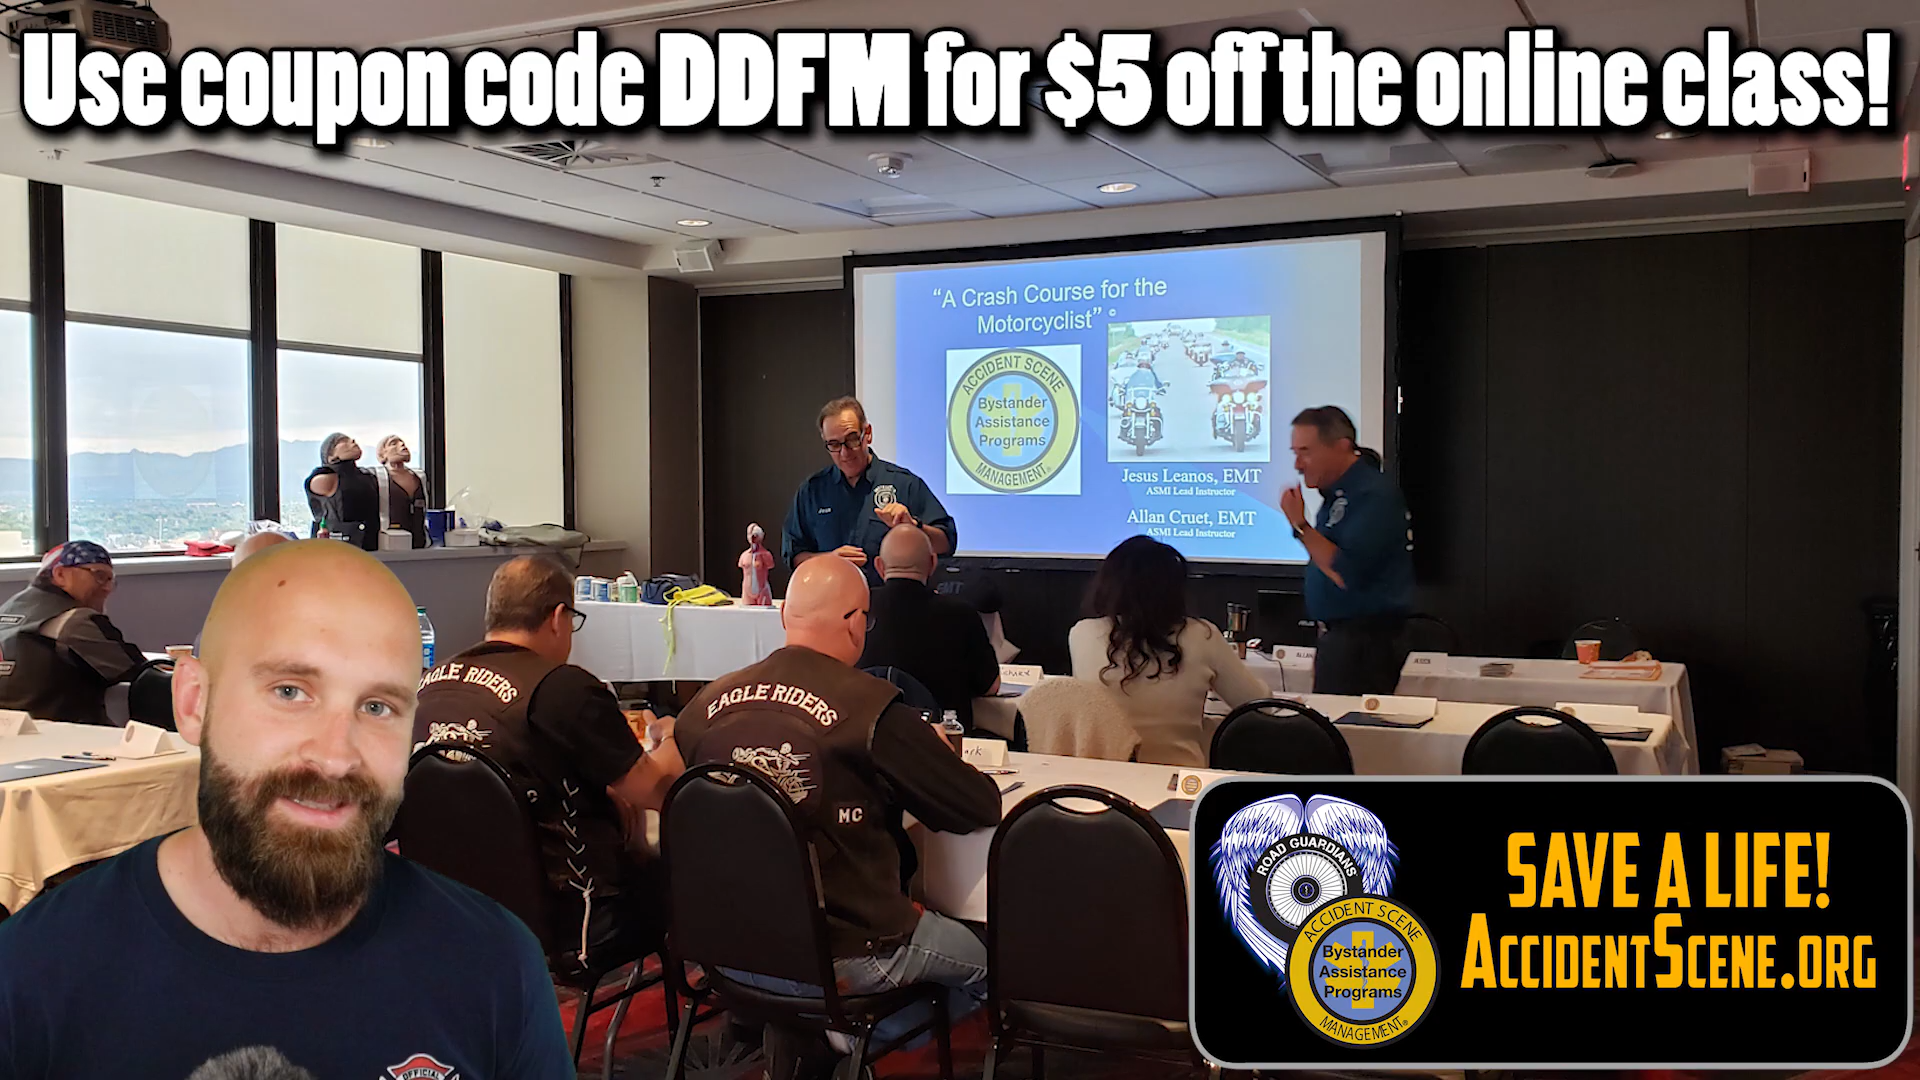 Use coupon code DDFM for $5 off the online class!
“A Crash Course for the
Motorcyclist” ©
ACCIDENT SCENE
Bystander
Assistance
Programs
MANAGEMENT®
Jesus Leanos, EMT
ASMI Lead Instructor
Allan Cruet, EMT
ASMI Lead Instructor
EMT
EAGLE RIDERS
EAGLE RIDERS
MC
ROAD GUARDIANS
ACCIDENT SCENE
Bystander
Assistance
Programs
MANAGEMENT®
SAVE A LIFE!
ACCIDENTSCENE.ORG
OFFICIAL